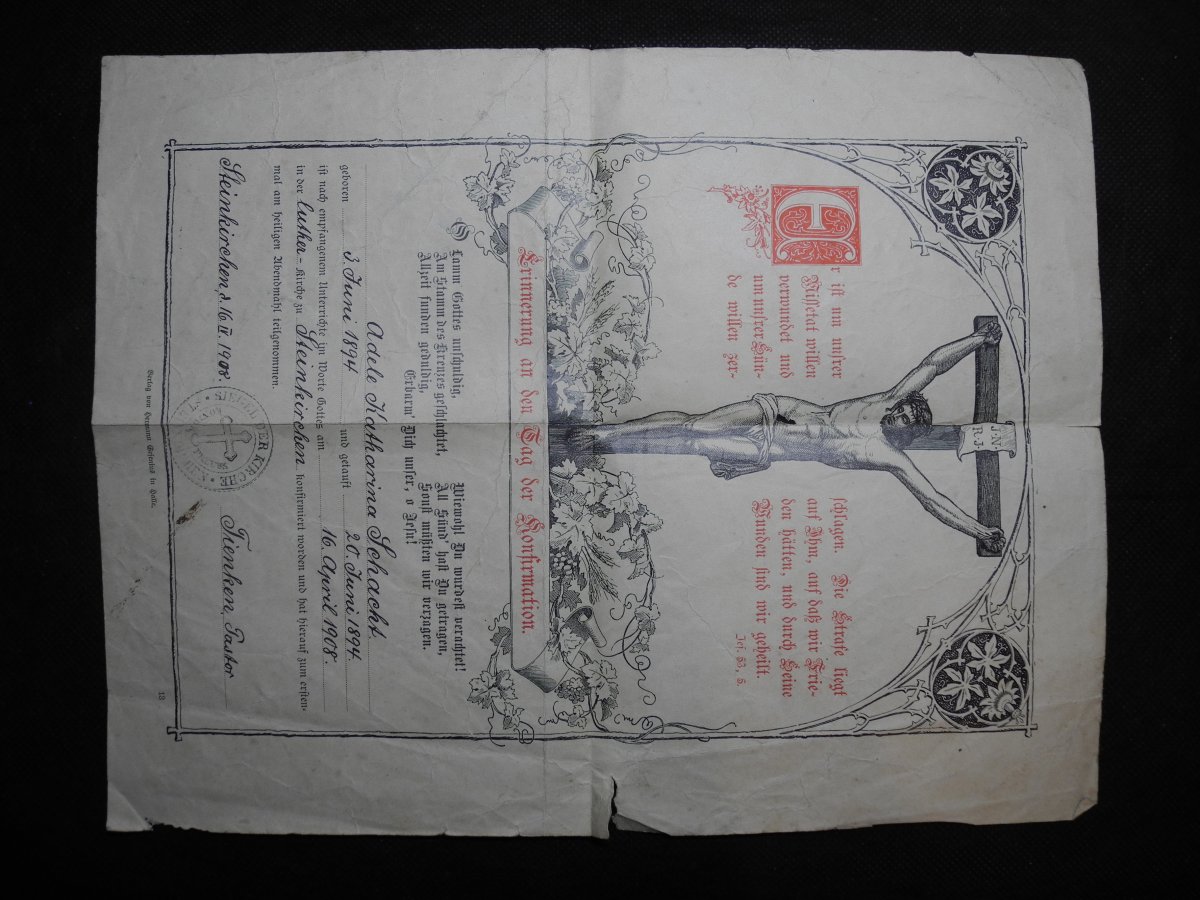 J. N.
R. J.
Er ist um unsrer
Missetat willen
verwundet und
um unsrer Sün-
de willen zer-
schlagen. Die Strafe liegt
auf Ihm, auf daß wir Frie-
den hätten, und durch Seine
Wunden sind wir geheilt.
Jes. 53, 5.
Erinnerung an den Tag der Konfirmation.
O Lamm Gottes unschuldig,
Am Stamm des Kreuzes geschlachtet,
Allzeit funden geduldig,
Wiewohl Du wurdest verachtet!
All Sünd' hast Du getragen,
Sonst müßten wir verzagen.
Erbarm' Dich unser, o Jesu!
Adele Katharina Schacht
geboren 3. Juni 1894 und getauft 20. Juni 1894.
ist nach empfangenem Unterrichte im Worte Gottes am 16. April 1908.
in der luther= Kirche zu Steinkirchen konfirmiert worden und hat hierauf zum ersten-
mal am heiligen Abendmahl teilgenommen.
Steinkirchen, d. 16. IV. 1908.
SIEGEL DER KIRCHE
Tienken, Pastor
13